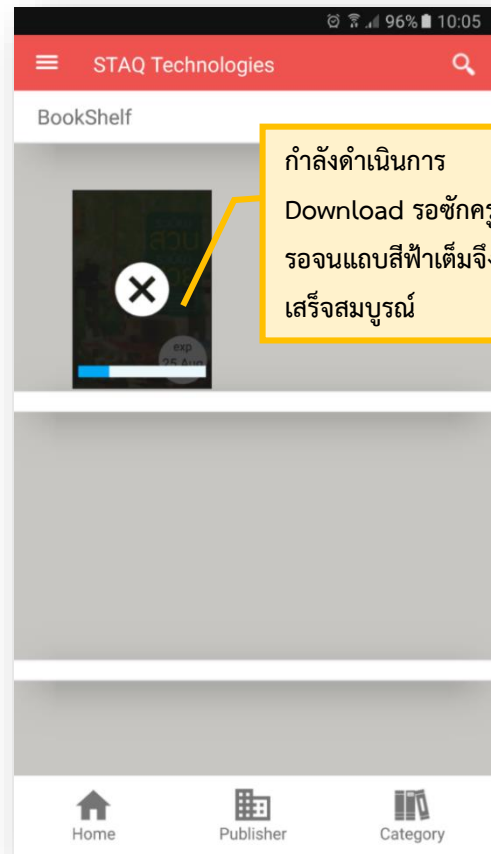 96% 10:05
STAQ Technologies
BookShelf
กำลังดำเนินการ
Download รอซักครู
รอจนแถบสีฟ้าเต็มจึ
เสร็จสมบูรณ์
exp
25 Aug
Home Publisher Category